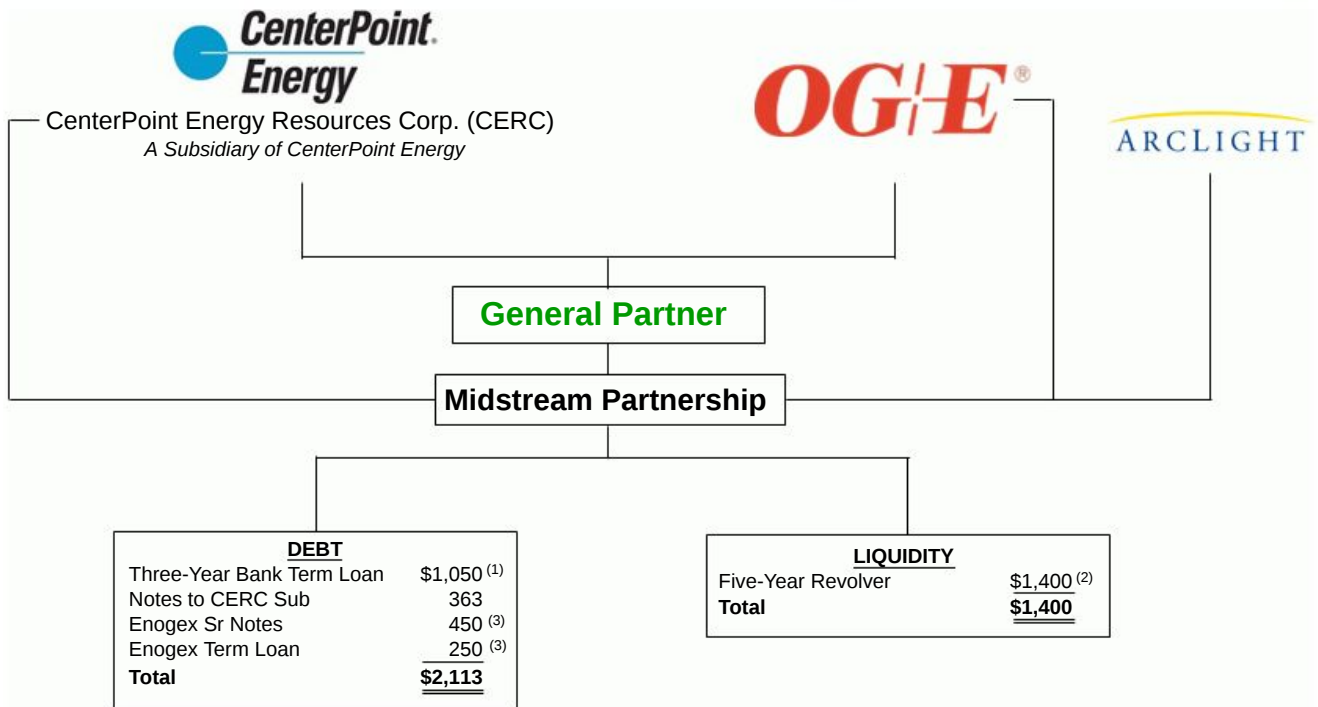 CenterPoint.
Energy
CenterPoint Energy Resources Corp. (CERC)
A Subsidiary of CenterPoint Energy
OG+E®
ARCLIGHT
General Partner
Midstream Partnership
DEBT
Three-Year Bank Term Loan $1,050 (1)
Notes to CERC Sub 363
Enogex Sr Notes 450 (3)
Enogex Term Loan 250 (3)
Total $2,113
LIQUIDITY
Five-Year Revolver $1,400 (2)
Total $1,400